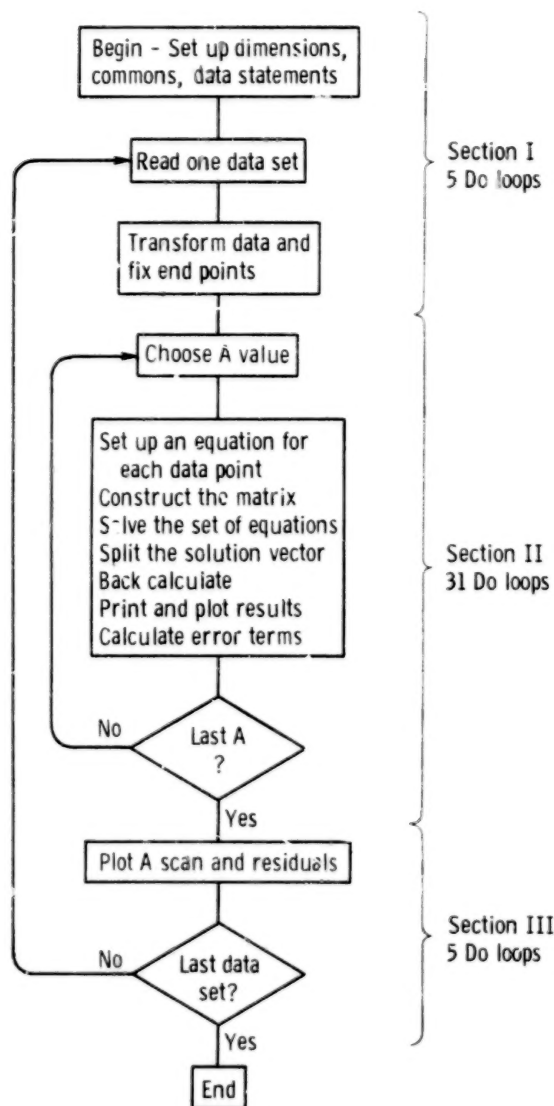 Begin - Set up dimensions,
commons, data statements
Read one data set
Section I
5 Do loops
Transform data and
fix end points
Choose A value
Set up an equation for
each data point
Construct the matrix
Solve the set of equations
Split the solution vector
Back calculate
Print and plot results
Calculate error terms
Section II
31 Do loops
No
Last A
?
Yes
Plot A scan and residuals
Section III
5 Do loops
No
Last data
set?
Yes
End